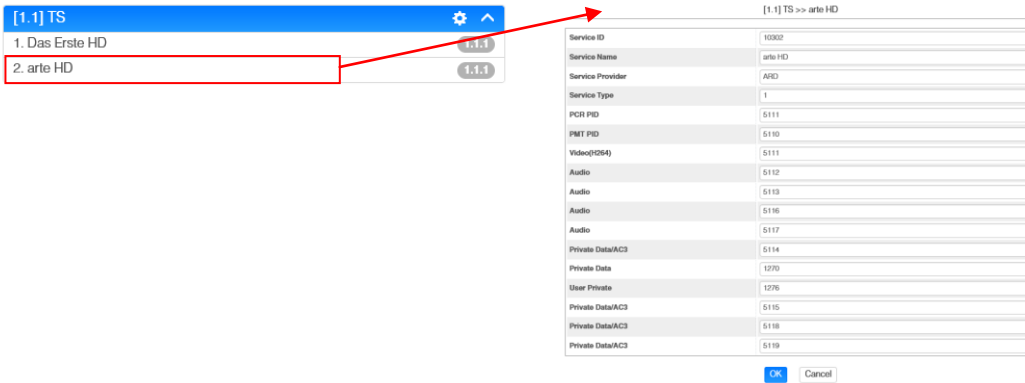 [1.1] TS
1. Das Erste HD 1.1.1
2. arte HD 1.1.1
[1.1] TS >> arte HD
Service ID 10302
Service Name arte HD
Service Provider ARD
Service Type 1
PCR PID 5111
PMT PID 5110
Video(H264) 5111
Audio 5112
Audio 5113
Audio 5116
Audio 5117
Private Data/AC3 5114
Private Data 1270
User Private 1276
Private Data/AC3 5115
Private Data/AC3 5118
Private Data/AC3 5119
OK Cancel